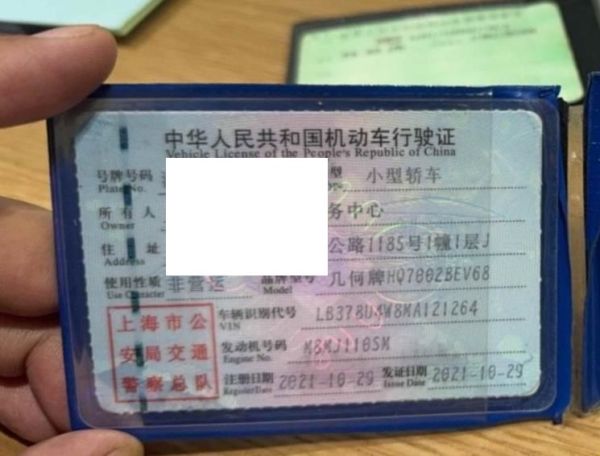 中华人民共和国机动车行驶证
Vehicle License of the People's Republic of China
号牌号码 型 小型轿车
Plate No.
所有人 务中心
Owner
住址 公路1185号1幢1层J
Address
使用性质 非营运 品牌型号 几何牌HQ7002BEV68
Use Character Model
上海市公
安局交通
警察总队
车辆识别代号 LB378U4W8MA121264
VIN
发动机号码 M8MJ1105M
Engine No.
注册日期 2021-10-29 发证日期 2021-10-29
Register Date Issue Date